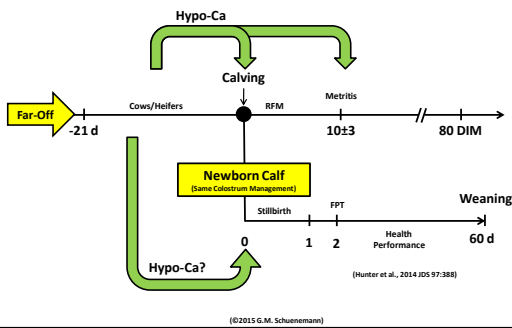 Hypo-Ca
Calving
Far-Off
Cows/Heifers
RFM
Metritis
-21 d
10±3
80 DIM
Newborn Calf
(Same Colostrum Management)
Weaning
Stillbirth
FPT
0
1
2
Health
Performance
60 d
Hypo-Ca?
(Hunter et al., 2014 JDS 97:388)
(©2015 G.M. Schuenemann)